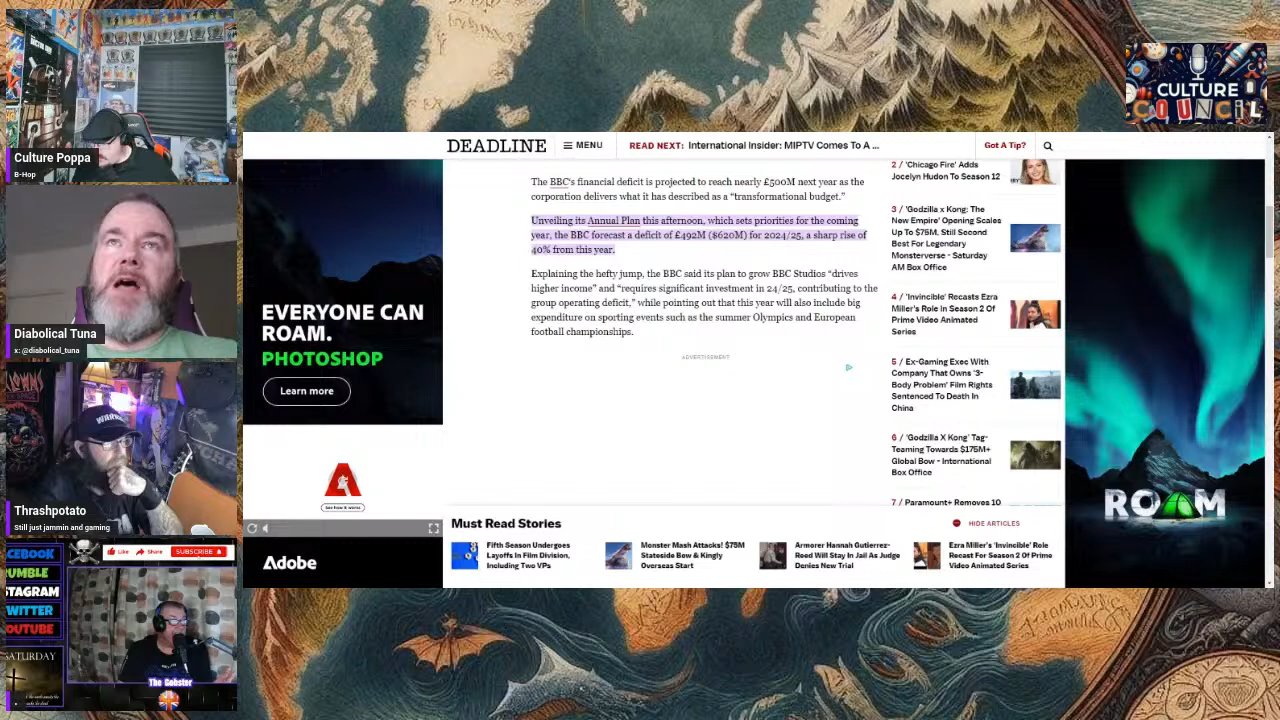 DOCTOR WHO
Culture Poppa
B-Hop
Diabolical Tuna
x: @diabolical_tuna
WARR
Thrashpotato
Still just jammin and gaming
CEBOOK
RUMBLE
STAGRAM
TWITTER
OUTUBE
SATURDAY
Like
Share
SUBSCRIBE
The Gobster
CULTURE
COUNCIL
DEADLINE
MENU
READ NEXT: International Insider: MIPTV Comes To A ...
Got A Tip?
EVERYONE CAN
ROAM.
PHOTOSHOP
Learn more
See how it works
Adobe
The BBC's financial deficit is projected to reach nearly £500M next year as the
corporation delivers what it has described as a “transformational budget.”
Unveiling its Annual Plan this afternoon, which sets priorities for the coming
year, the BBC forecast a deficit of £492M ($620M) for 2024/25, a sharp rise of
40% from this year.
Explaining the hefty jump, the BBC said its plan to grow BBC Studios “drives
higher income” and “requires significant investment in 24/25, contributing to the
group operating deficit,” while pointing out that this year will also include big
expenditure on sporting events such as the summer Olympics and European
football championships.
ADVERTISEMENT
2 / 'Chicago Fire' Adds
Jocelyn Hudon To Season 12
3 / 'Godzilla x Kong: The
New Empire' Opening Scales
Up To $75M, Still Second
Best For Legendary
Monsterverse - Saturday
AM Box Office
4 / 'Invincible' Recasts Ezra
Miller's Role in Season 2 Of
Prime Video Animated
Series
5 / Ex-Gaming Exec With
Company That Owns '3-
Body Problem' Film Rights
Sentenced To Death In
China
6 / 'Godzilla X Kong' Tag-
Teaming Towards $175M+
Global Bow - International
Box Office
7 / Paramount+ Removes 10
Must Read Stories
HIDE ARTICLES
Fifth Season Undergoes
Layoffs In Film Division,
Including Two VPs
Monster Mash Attacks! $75M
Stateside Bow & Kingly
Overseas Start
Armorer Hannah Gutierrez-
Reed Will Stay In Jail As Judge
Denies New Trial
Ezra Miller's 'Invincible' Role
Recast For Season 2 Of Prime
Video Animated Series
ROAM